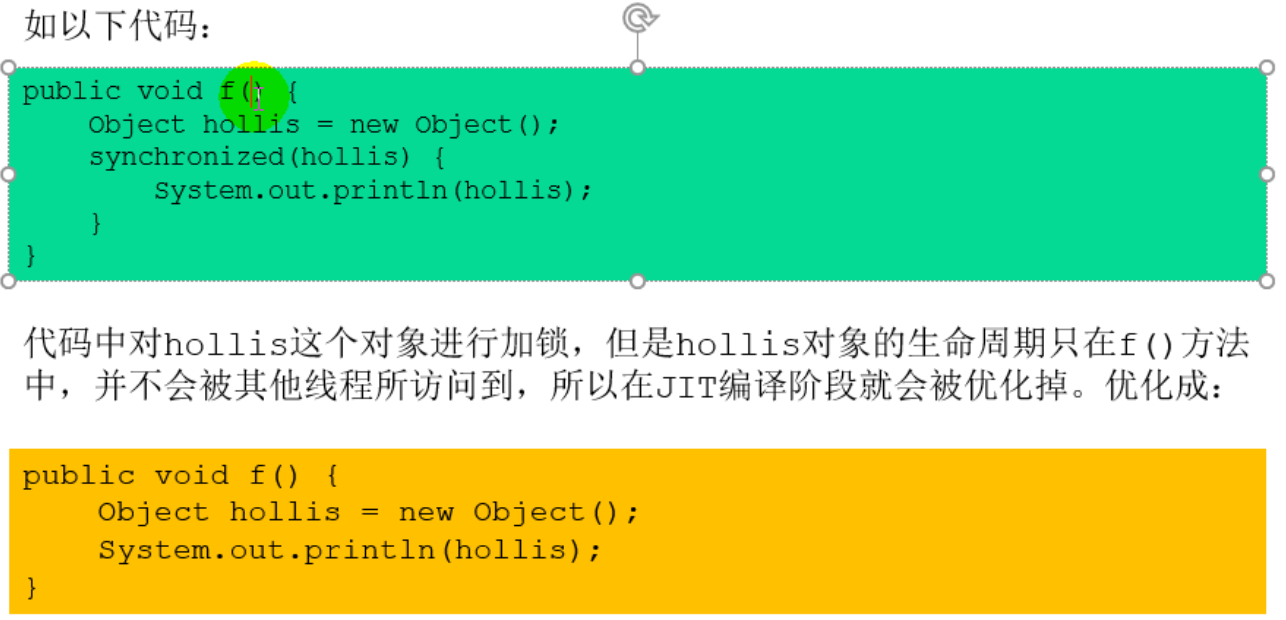 如以下代码：
public void f() {
    Object hollis = new Object();
    synchronized(hollis) {
        System.out.println(hollis);
    }
}
代码中对hollis这个对象进行加锁，但是hollis对象的生命周期只在f()方法
中，并不会被其他线程所访问到，所以在JIT编译阶段就会被优化掉。优化成：
public void f() {
    Object hollis = new Object();
    System.out.println(hollis);
}